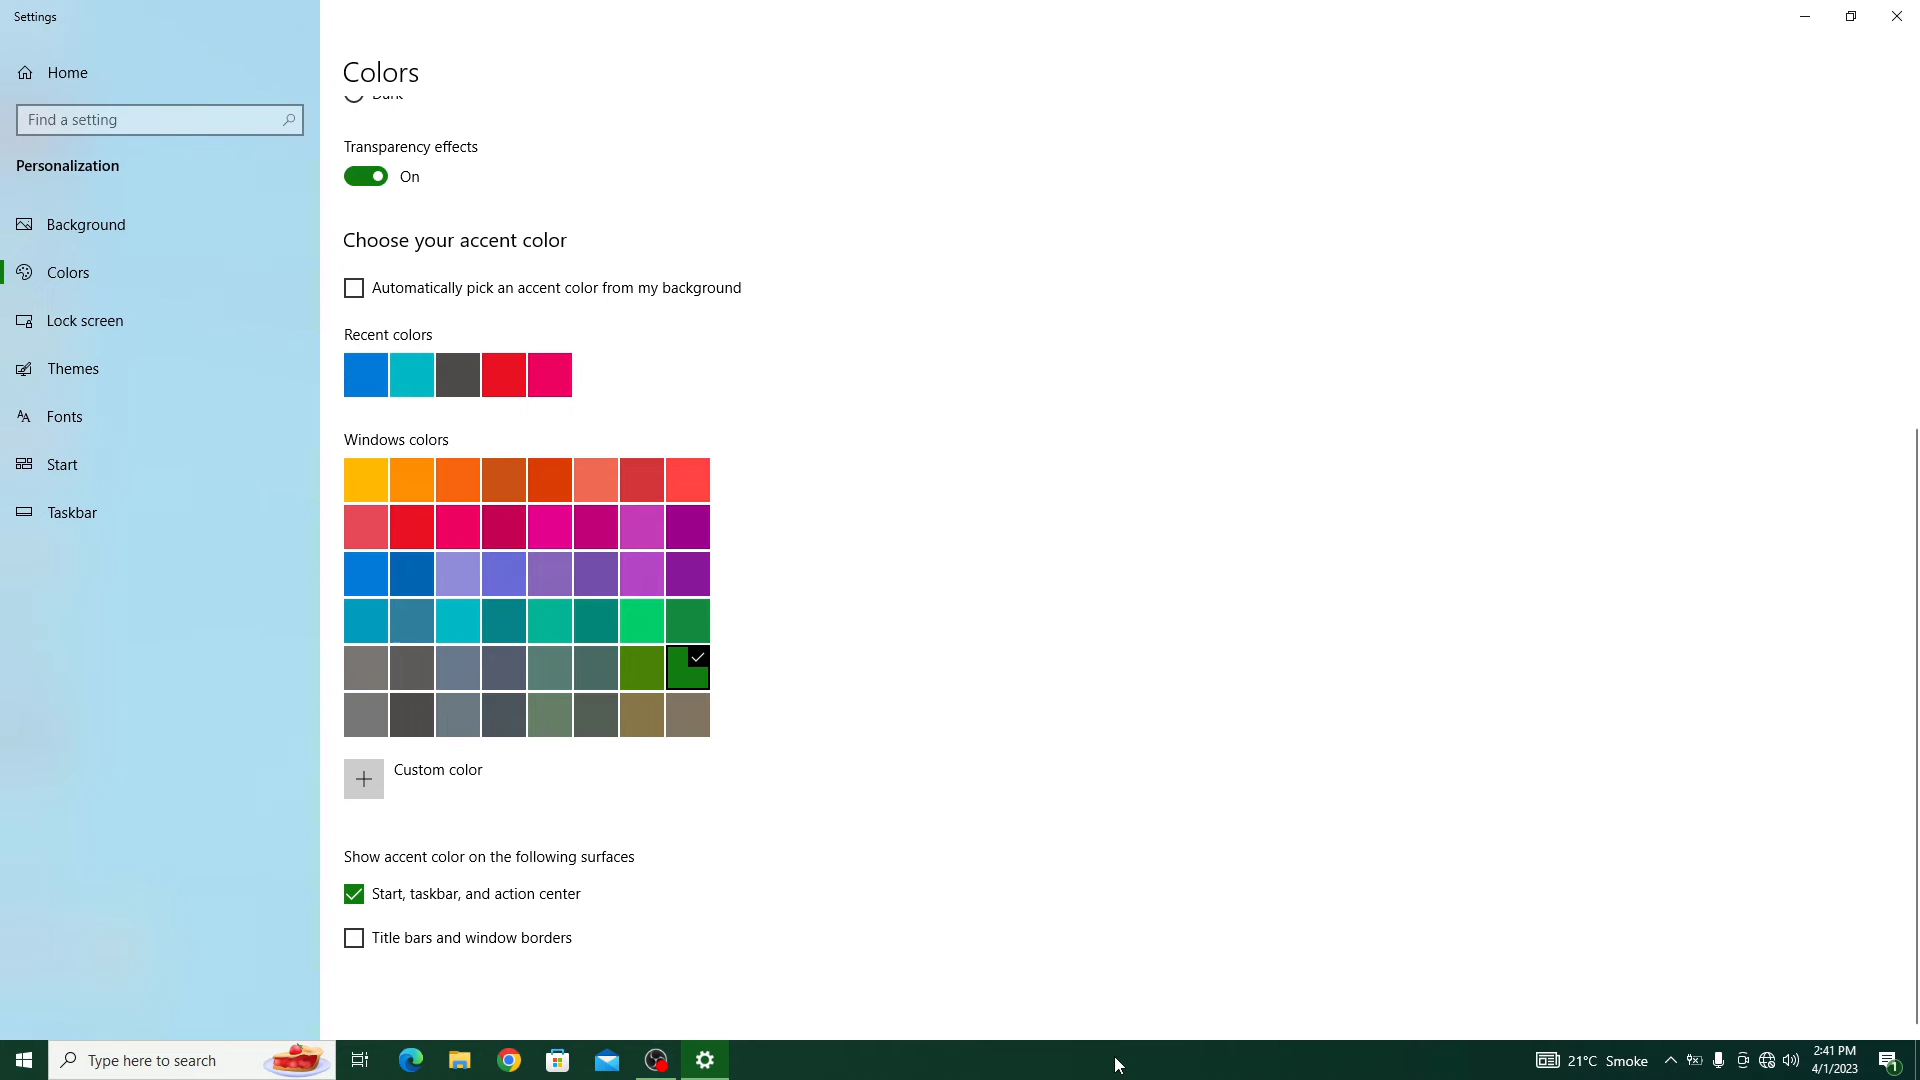 Settings
Home
Find a setting
Personalization
Background
Colors
Lock screen
Themes
Fonts
Start
Taskbar
Colors
Dark
Transparency effects
On
Choose your accent color
Automatically pick an accent color from my background
Recent colors
Windows colors
Custom color
Show accent color on the following surfaces
Start, taskbar, and action center
Title bars and window borders
Type here to search
21°C Smoke
2:41 PM
4/1/2023
1